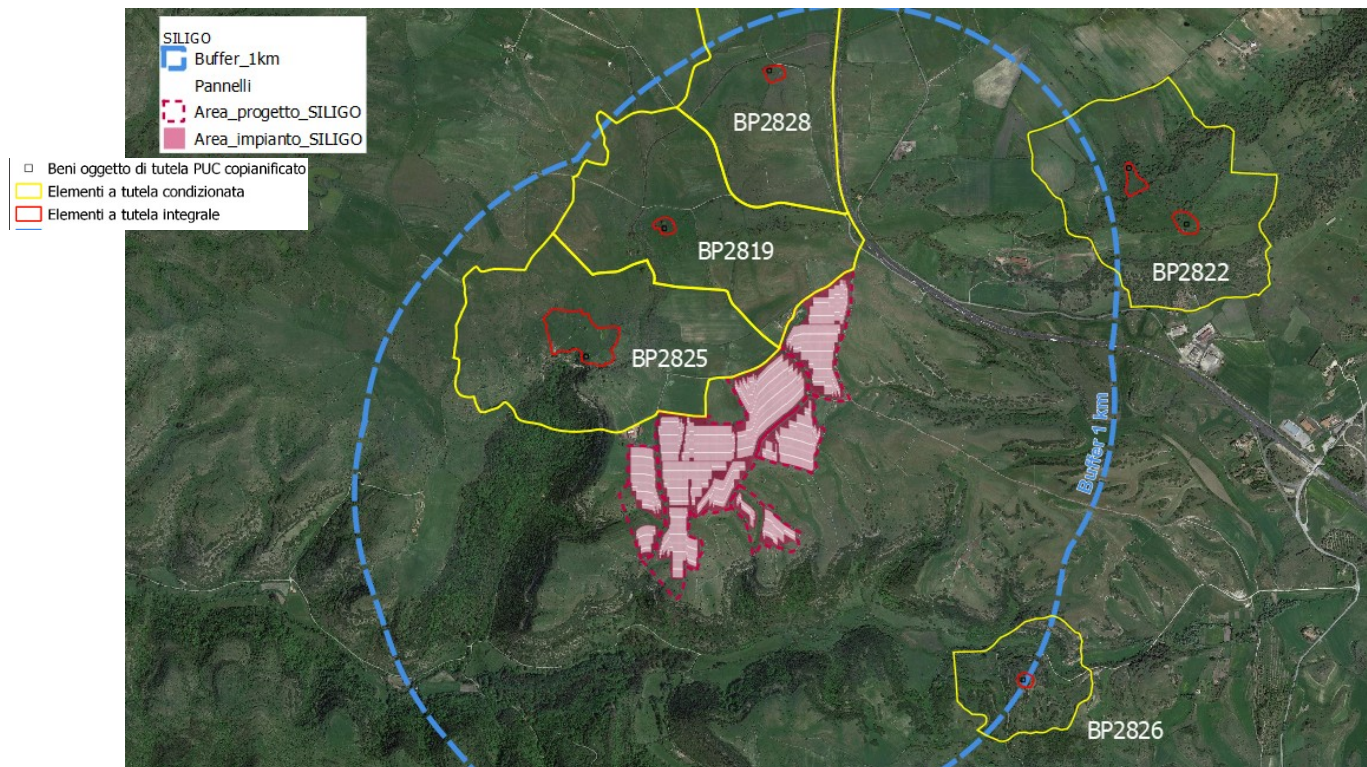 SILIGO
Buffer_1km
Pannelli
Area_progetto_SILIGO
Area_impianto_SILIGO
Beni oggetto di tutela PUC copianificato
Elementi a tutela condizionata
Elementi a tutela integrale
BP2828
BP2819
BP2822
BP2825
Buffer 1 km
BP2826